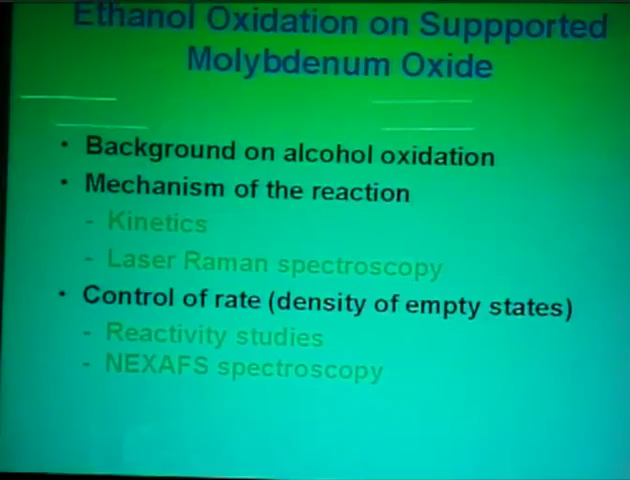 Ethanol Oxidation on Suppported
Molybdenum Oxide
• Background on alcohol oxidation
• Mechanism of the reaction
- Kinetics
- Laser Raman spectroscopy
• Control of rate (density of empty states)
- Reactivity studies
- NEXAFS spectroscopy